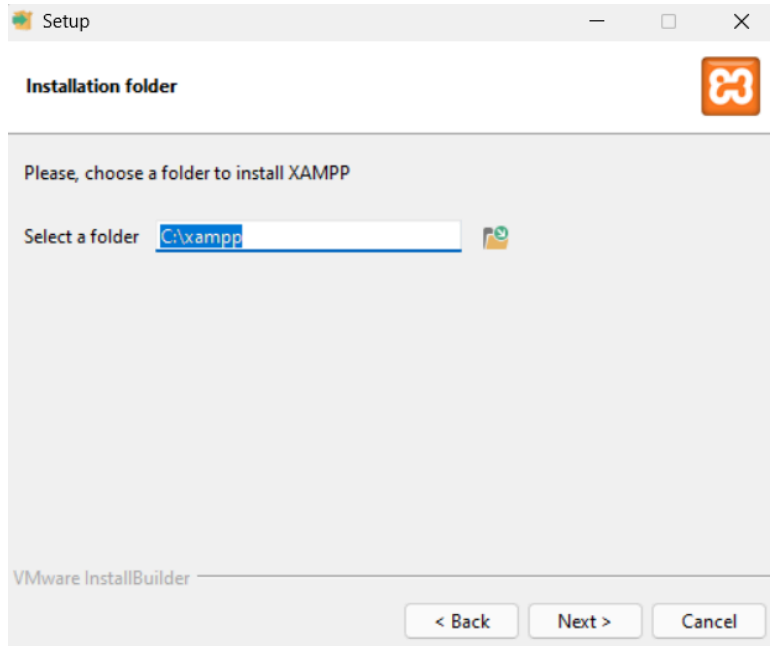 Setup
Installation folder
Please, choose a folder to install XAMPP
Select a folder C:\xampp
VMware InstallBuilder
< Back Next > Cancel